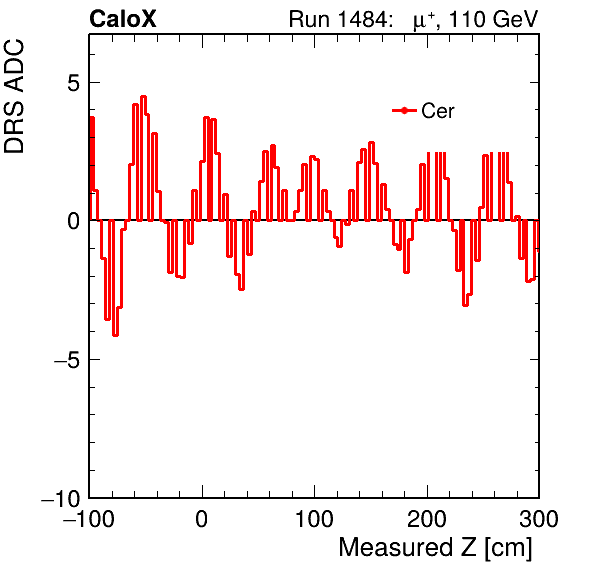 CaloX Run 1484: μ⁺, 110 GeV
DRS ADC
Cer
5
0
−5
−10
−100 0 100 200 300
Measured Z [cm]